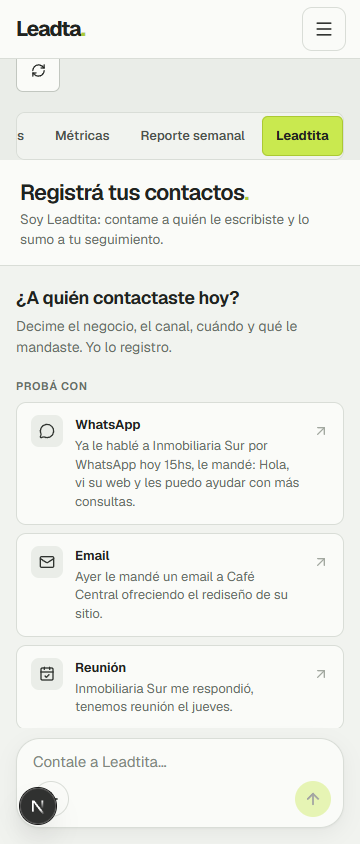 Leadta.
s Métricas Reporte semanal Leadtita
Registrá tus contactos.
Soy Leadtita: contame a quién le escribiste y lo
sumo a tu seguimiento.
¿A quién contactaste hoy?
Decime el negocio, el canal, cuándo y qué le
mandaste. Yo lo registro.
PROBÁ CON
WhatsApp
Ya le hablé a Inmobiliaria Sur por
WhatsApp hoy 15hs, le mandé: Hola,
vi su web y les puedo ayudar con más
consultas.
Email
Ayer le mandé un email a Café
Central ofreciendo el rediseño de su
sitio.
Reunión
Inmobiliaria Sur me respondió,
tenemos reunión el jueves.
Contale a Leadtita...
N